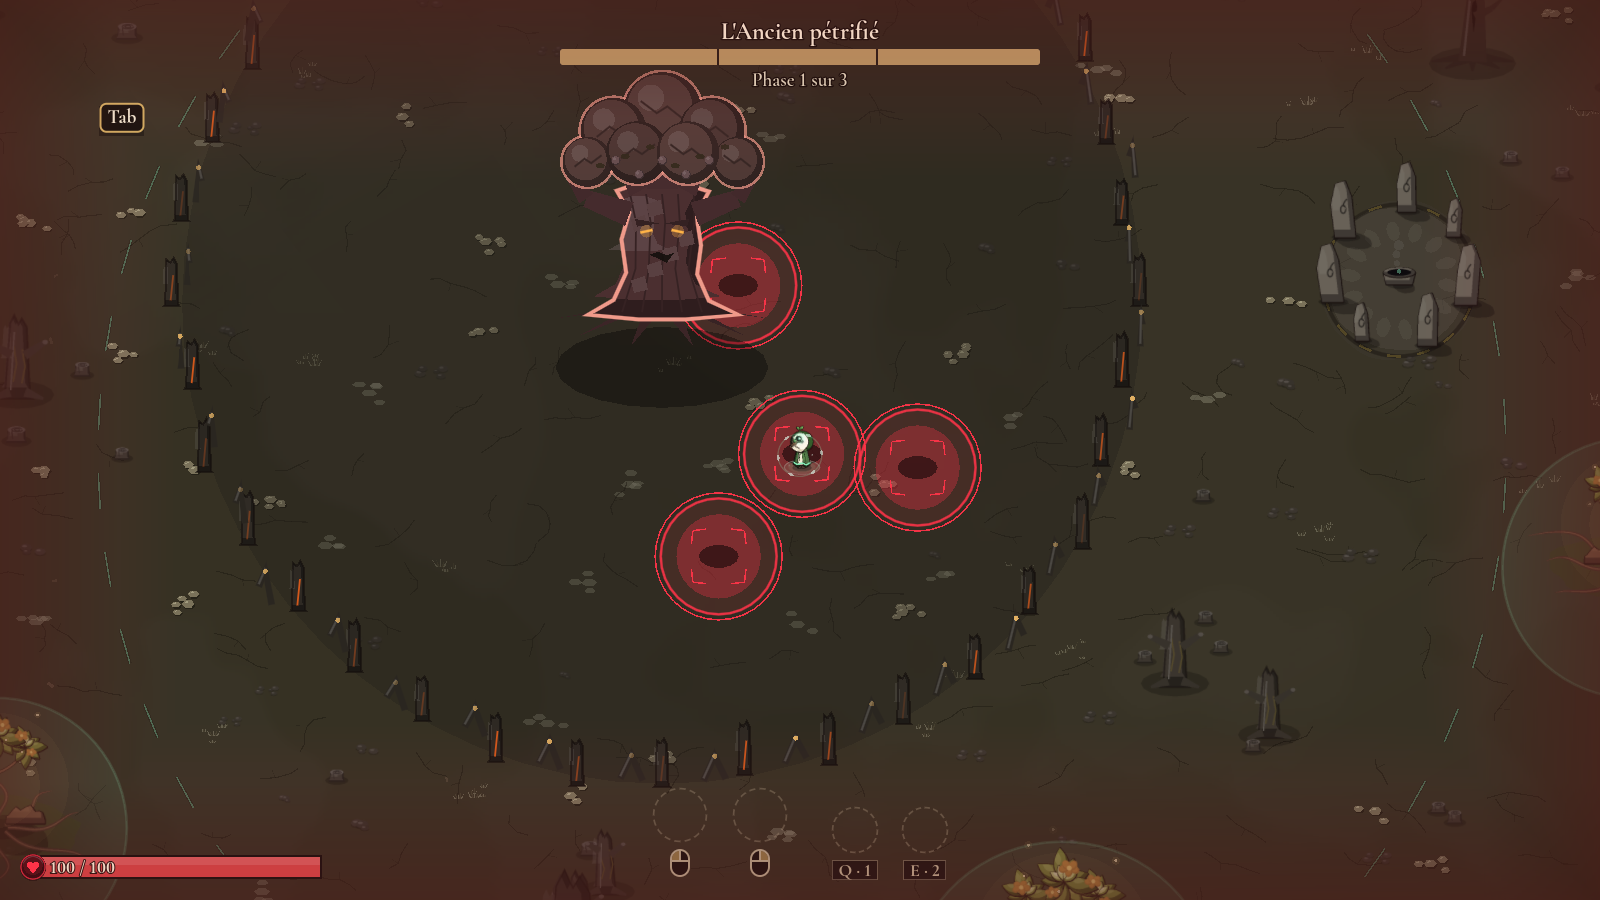 L'Ancien pétrifié
Phase 1 sur 3
Tab
100 / 100
Q · 1
E · 2